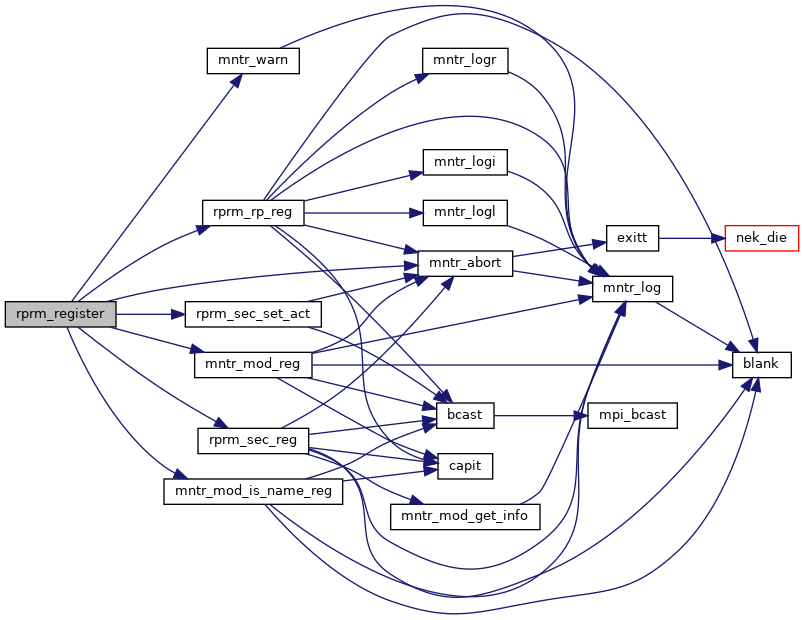 rprm_register
mntr_warn
rprm_rp_reg
rprm_sec_set_act
mntr_mod_reg
rprm_sec_reg
mntr_mod_is_name_reg
mntr_logr
mntr_logi
mntr_logl
mntr_abort
bcast
capit
mntr_mod_get_info
exitt
mntr_log
mpi_bcast
nek_die
blank